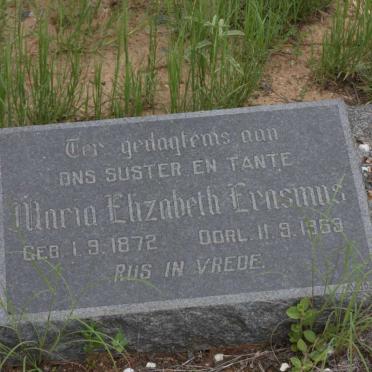 Ter gedagtenis aan
ONS SUSTER EN TANTE
Maria Elizabeth Erasmus
GEB. 1.9.1872 OORL. 11.9.1969
RUS IN VREDE.